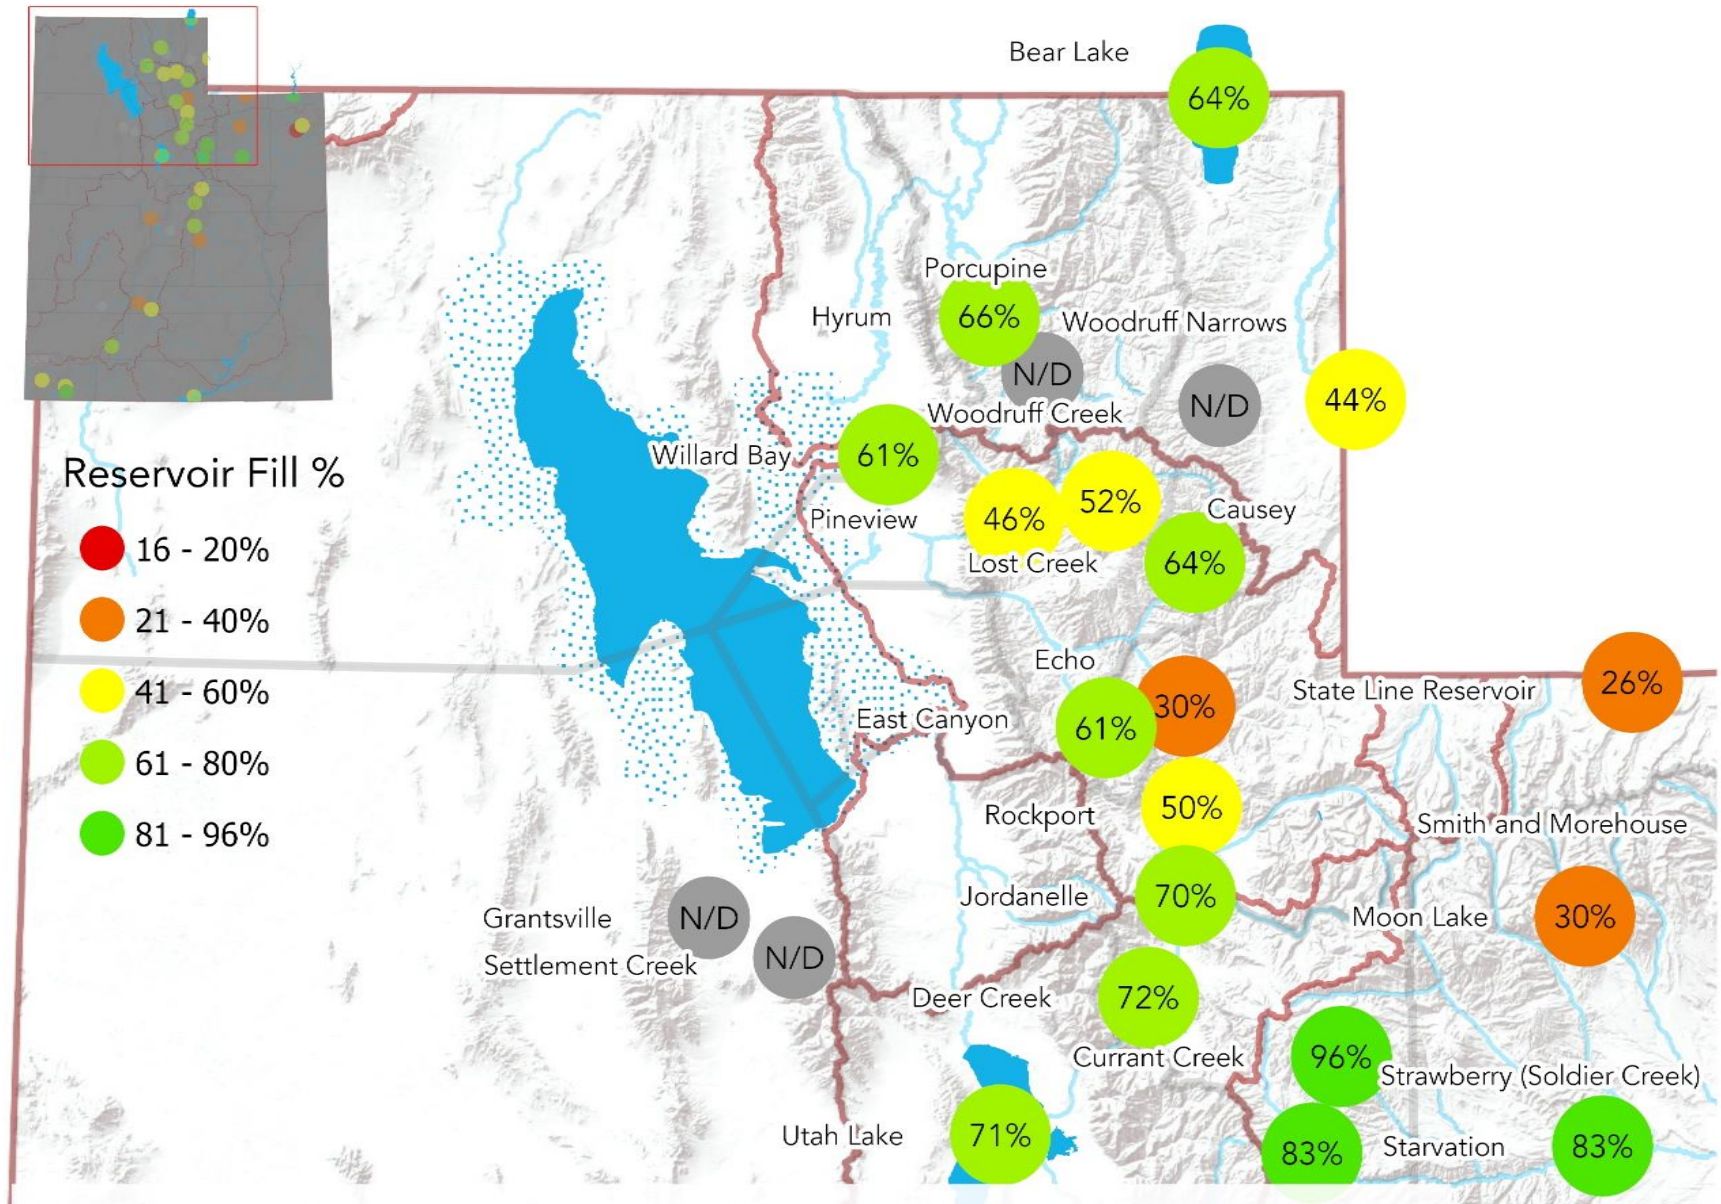 Bear Lake
64%
Porcupine
66%
Hyrum
Woodruff Narrows
N/D
N/D
44%
Woodruff Creek
Willard Bay
61%
Reservoir Fill %
16 - 20%
21 - 40%
41 - 60%
61 - 80%
81 - 96%
Pineview
46%
52%
Causey
Lost Creek
64%
Echo
30%
State Line Reservoir
26%
East Canyon
61%
Rockport
50%
Smith and Morehouse
Jordanelle
70%
Moon Lake
30%
Grantsville
N/D
Settlement Creek
N/D
Deer Creek
72%
Currant Creek
96%
Strawberry (Soldier Creek)
Utah Lake
71%
83%
Starvation
83%